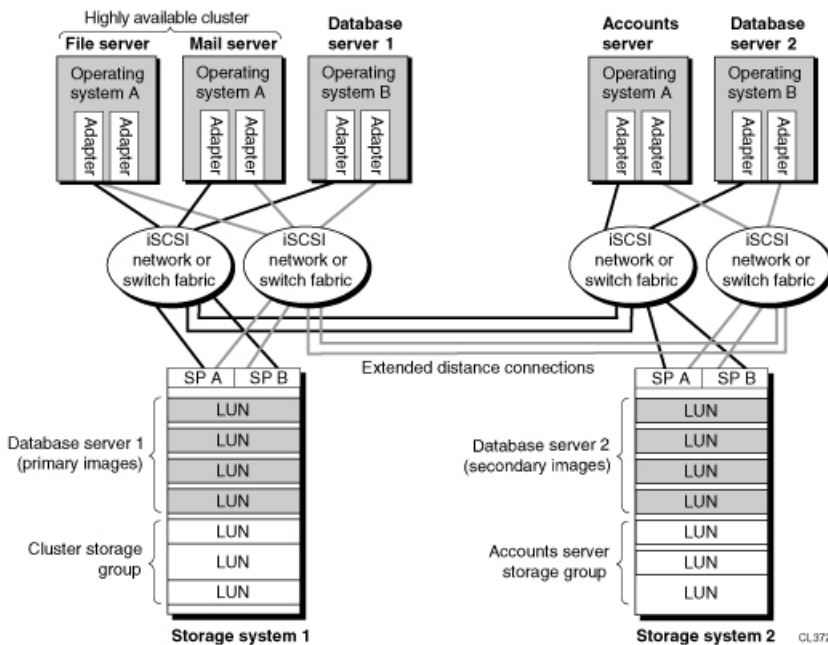 Highly available cluster
File server
Mail server
Database
server 1
Accounts
server
Database
server 2
Operating
system A
Operating
system A
Operating
system B
Operating
system A
Operating
system B
Adapter
Adapter
Adapter
Adapter
Adapter
Adapter
Adapter
Adapter
Adapter
Adapter
iSCSI
network or
switch fabric
iSCSI
network or
switch fabric
iSCSI
network or
switch fabric
iSCSI
network or
switch fabric
Extended distance connections
SP A
SP B
SP A
SP B
Database server 1
(primary images)
LUN
LUN
LUN
LUN
Cluster storage
group
LUN
LUN
LUN
Database server 2
(secondary images)
LUN
LUN
LUN
LUN
Accounts server
storage group
LUN
LUN
LUN
Storage system 1
Storage system 2
CL372